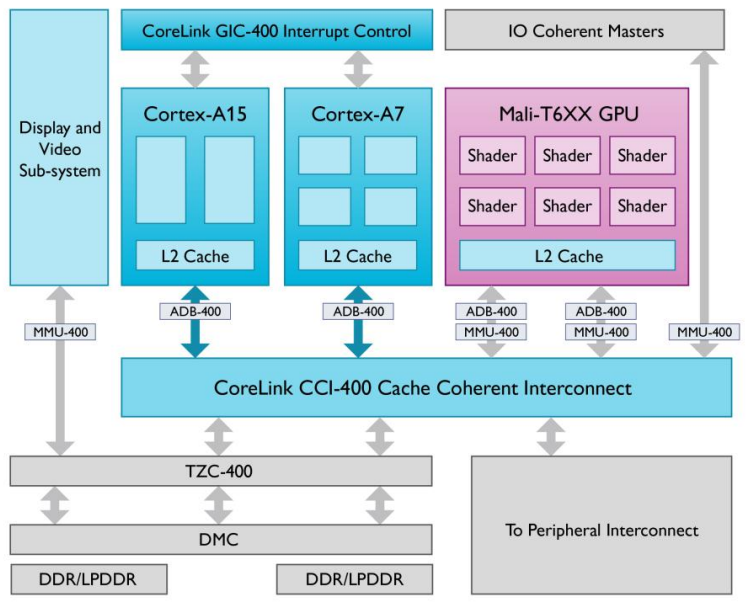 CoreLink GIC-400 Interrupt Control
IO Coherent Masters
Display and
Video
Sub-system
Cortex-A15
L2 Cache
Cortex-A7
L2 Cache
Mali-T6XX GPU
Shader
Shader
Shader
Shader
Shader
Shader
L2 Cache
MMU-400
ADB-400
ADB-400
ADB-400
MMU-400
ADB-400
MMU-400
MMU-400
CoreLink CCI-400 Cache Coherent Interconnect
TZC-400
DMC
DDR/LPDDR
DDR/LPDDR
To Peripheral Interconnect